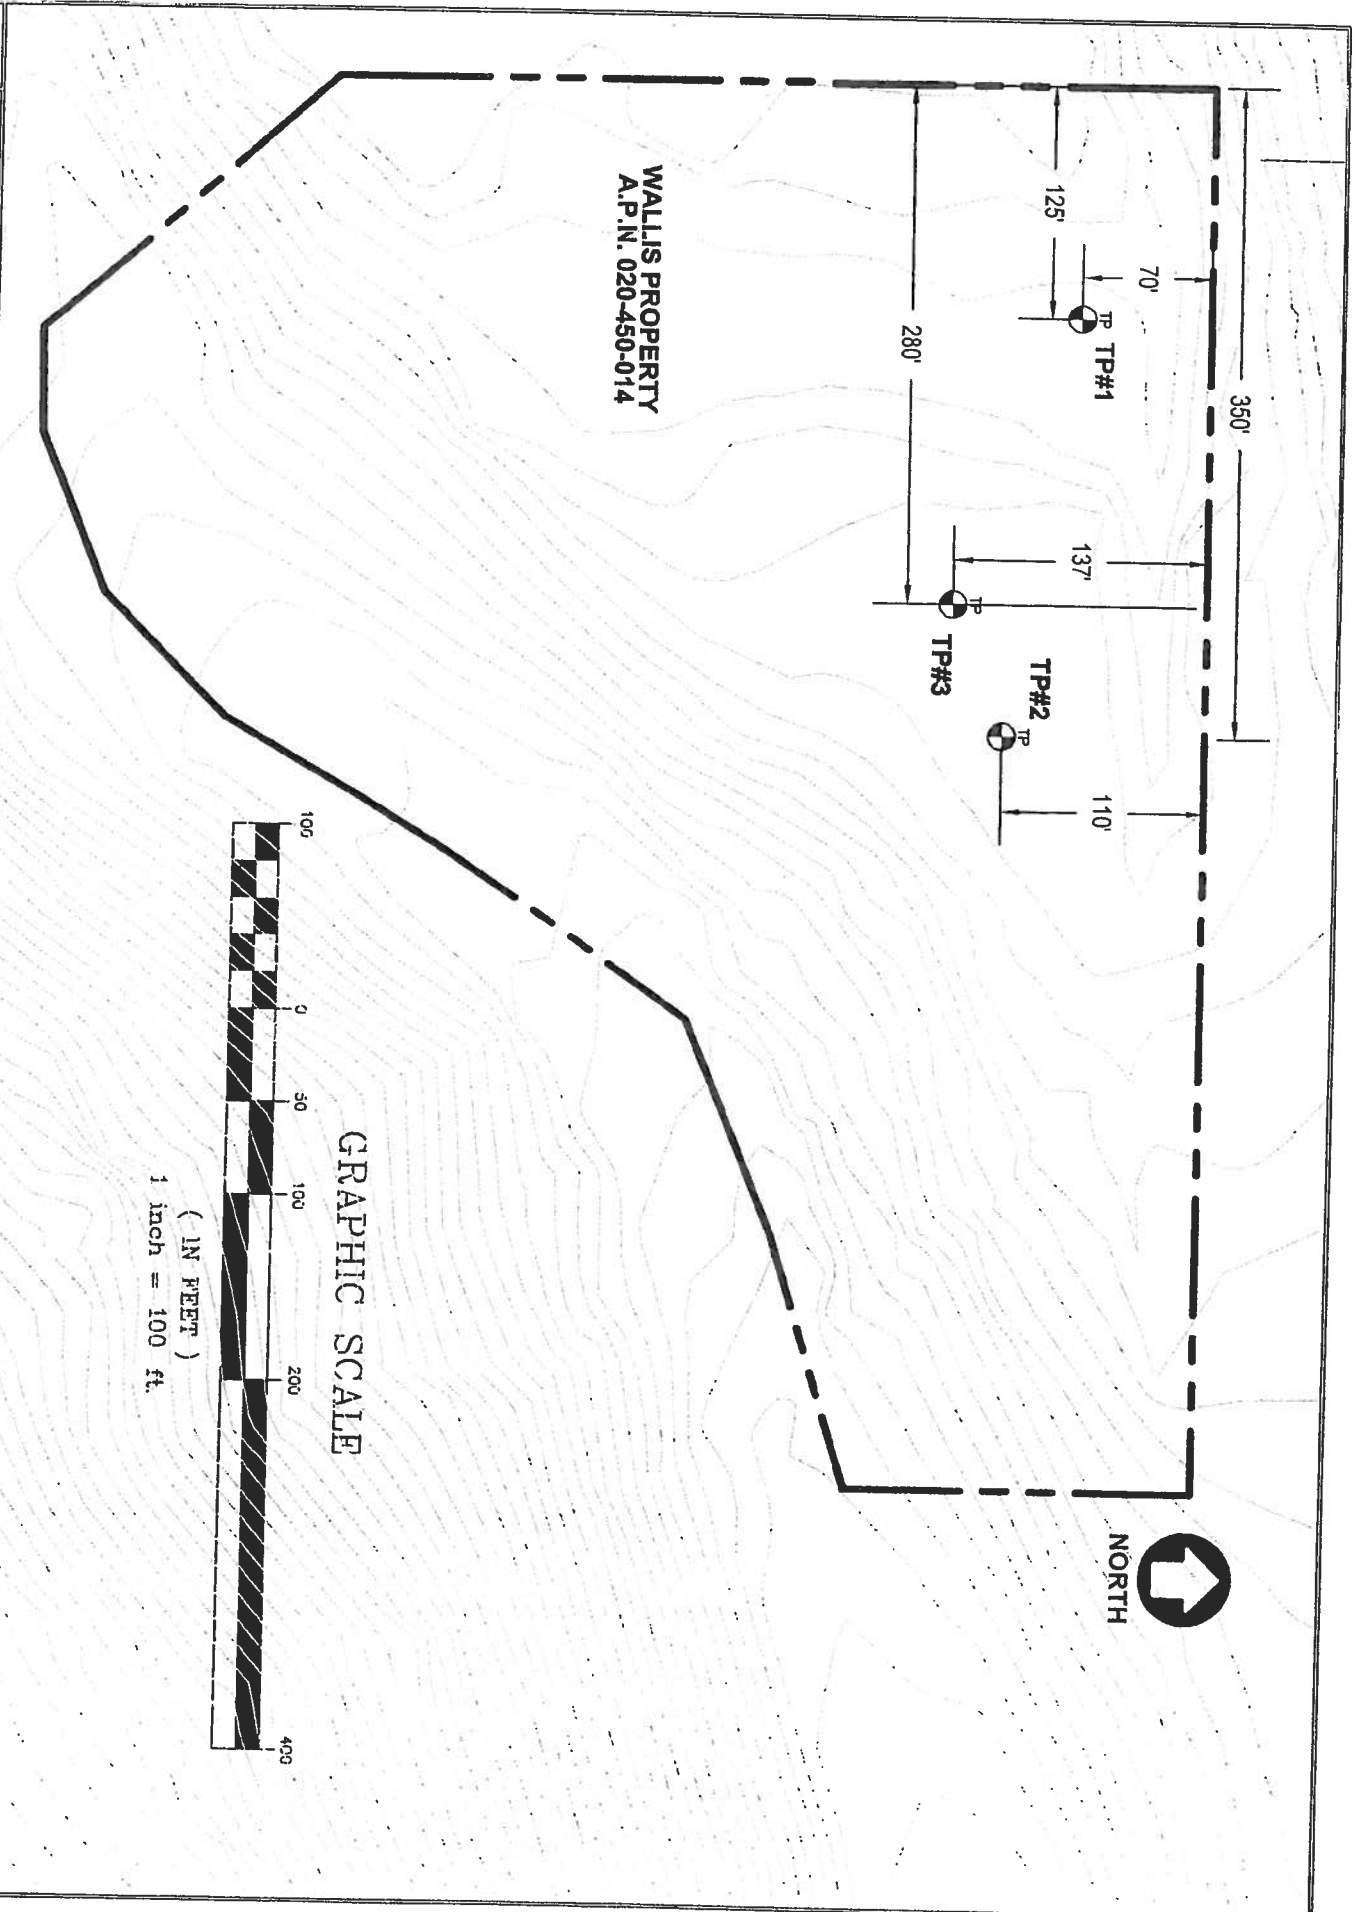 350'
125'
70'
TP
TP#1
280'
137'
TP
TP#3
TP#2
TP
110'
WALLIS PROPERTY
A.P.N. 020-450-014
NORTH
GRAPHIC SCALE
100
0
50
100
200
400
( IN FEET )
1 inch = 100 ft.